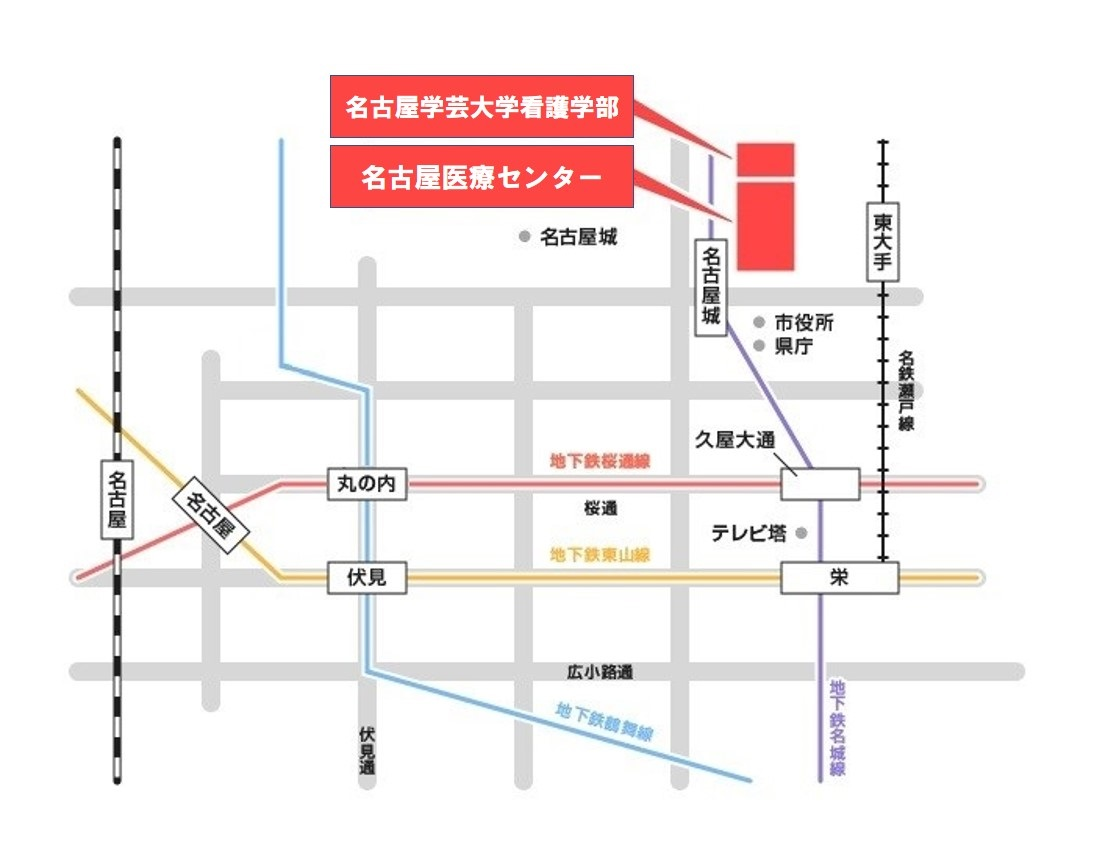 名古屋学芸大学看護学部
名古屋医療センター
名古屋城
東大手
名古屋城
市役所
県庁
名鉄瀬戸線
久屋大通
地下鉄桜通線
名古屋
名古屋
丸の内
桜通
テレビ塔
地下鉄東山線
伏見
栄
広小路通
地下鉄名城線
地下鉄鶴舞線
伏見通